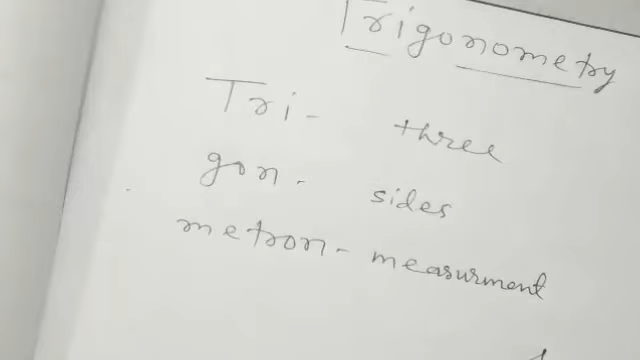 Trigonometry
Tri- three
gon- sides
metron- measurment